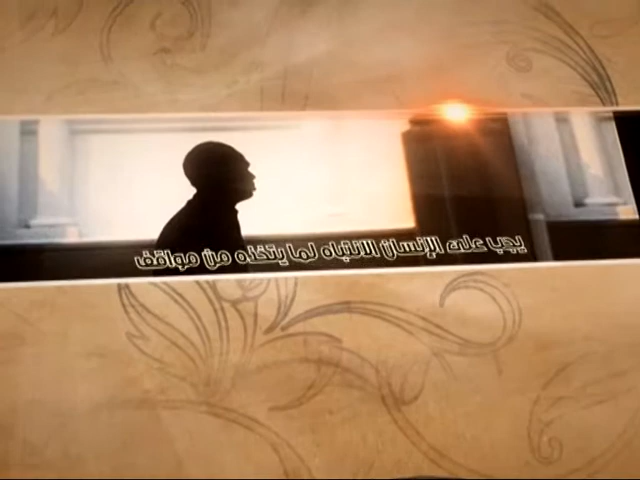 يجب على الإنسان الانتباه لما يتخذه من مواقف